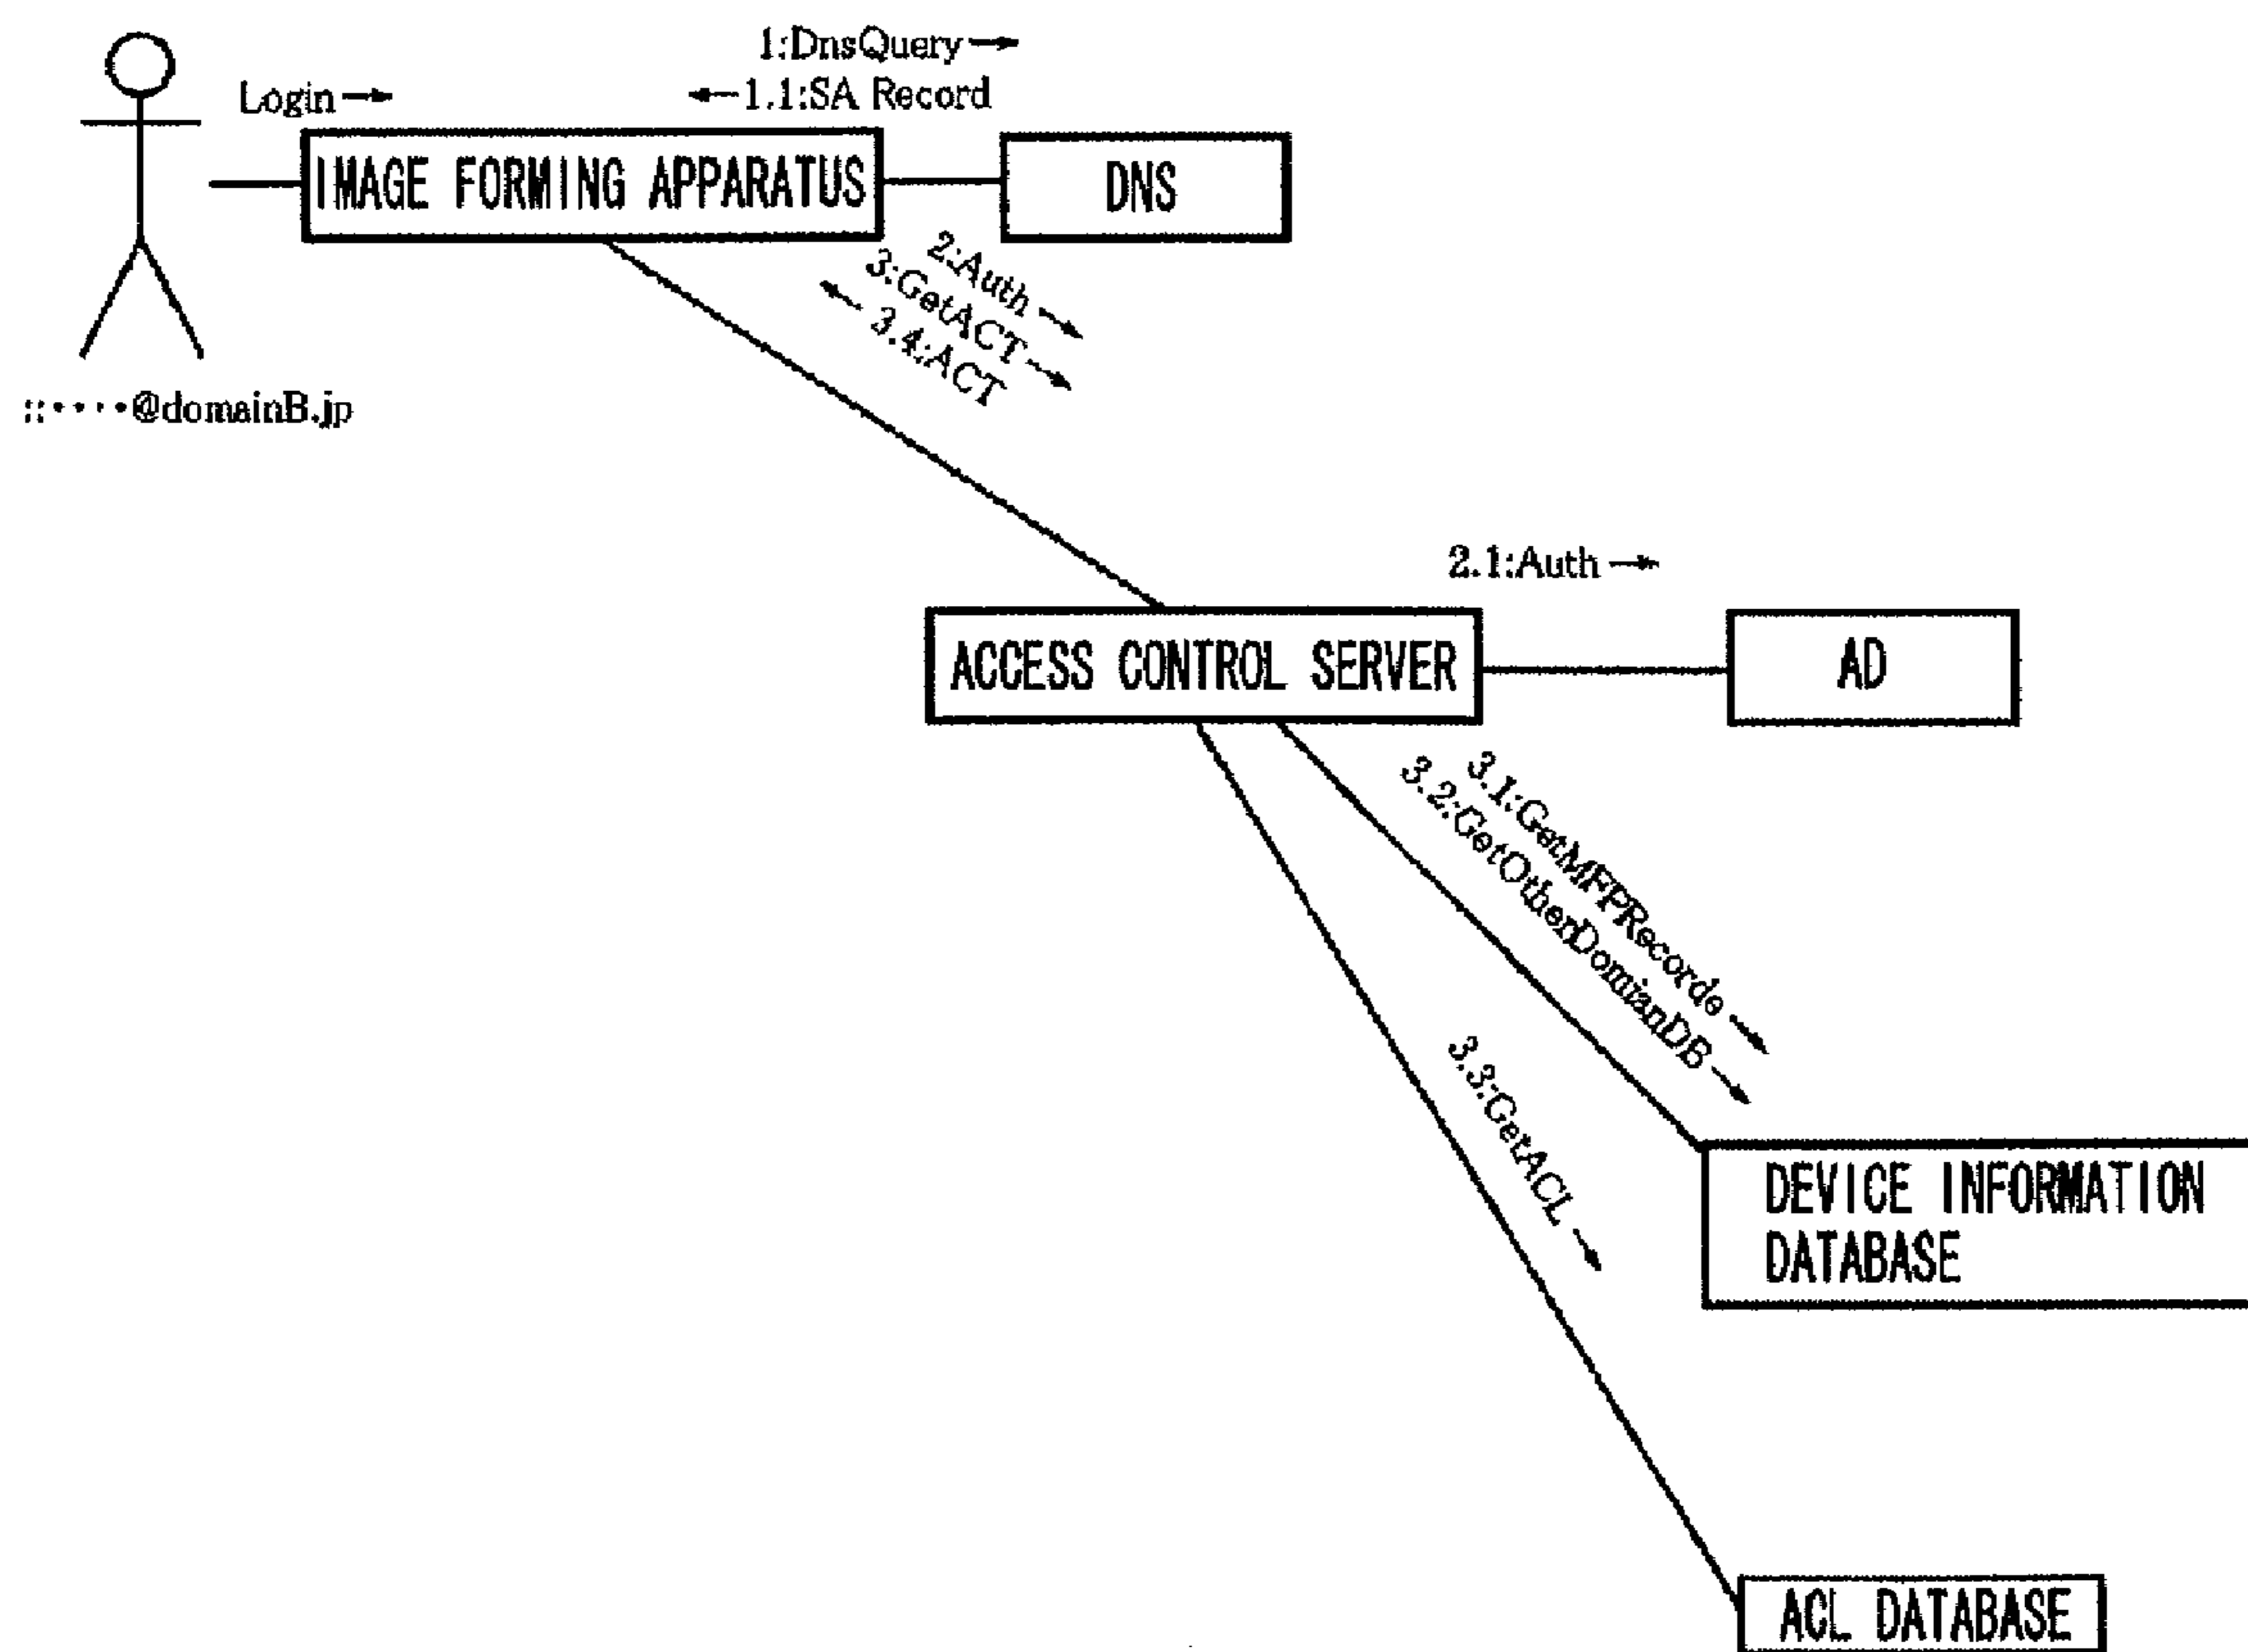 1:DnsQuery→
Login→
←1.1:SA Record
IMAGE FORMING APPARATUS
DNS
2:Auth→
3:GetACT→
←3.4:ACT
::····@domainB.jp
2.1:Auth→
ACCESS CONTROL SERVER
AD
3.1:GetMFPRecorde→
3.2:GetOtherDomianDB→
3.3:GetACL→
DEVICE INFORMATION
DATABASE
ACL DATABASE